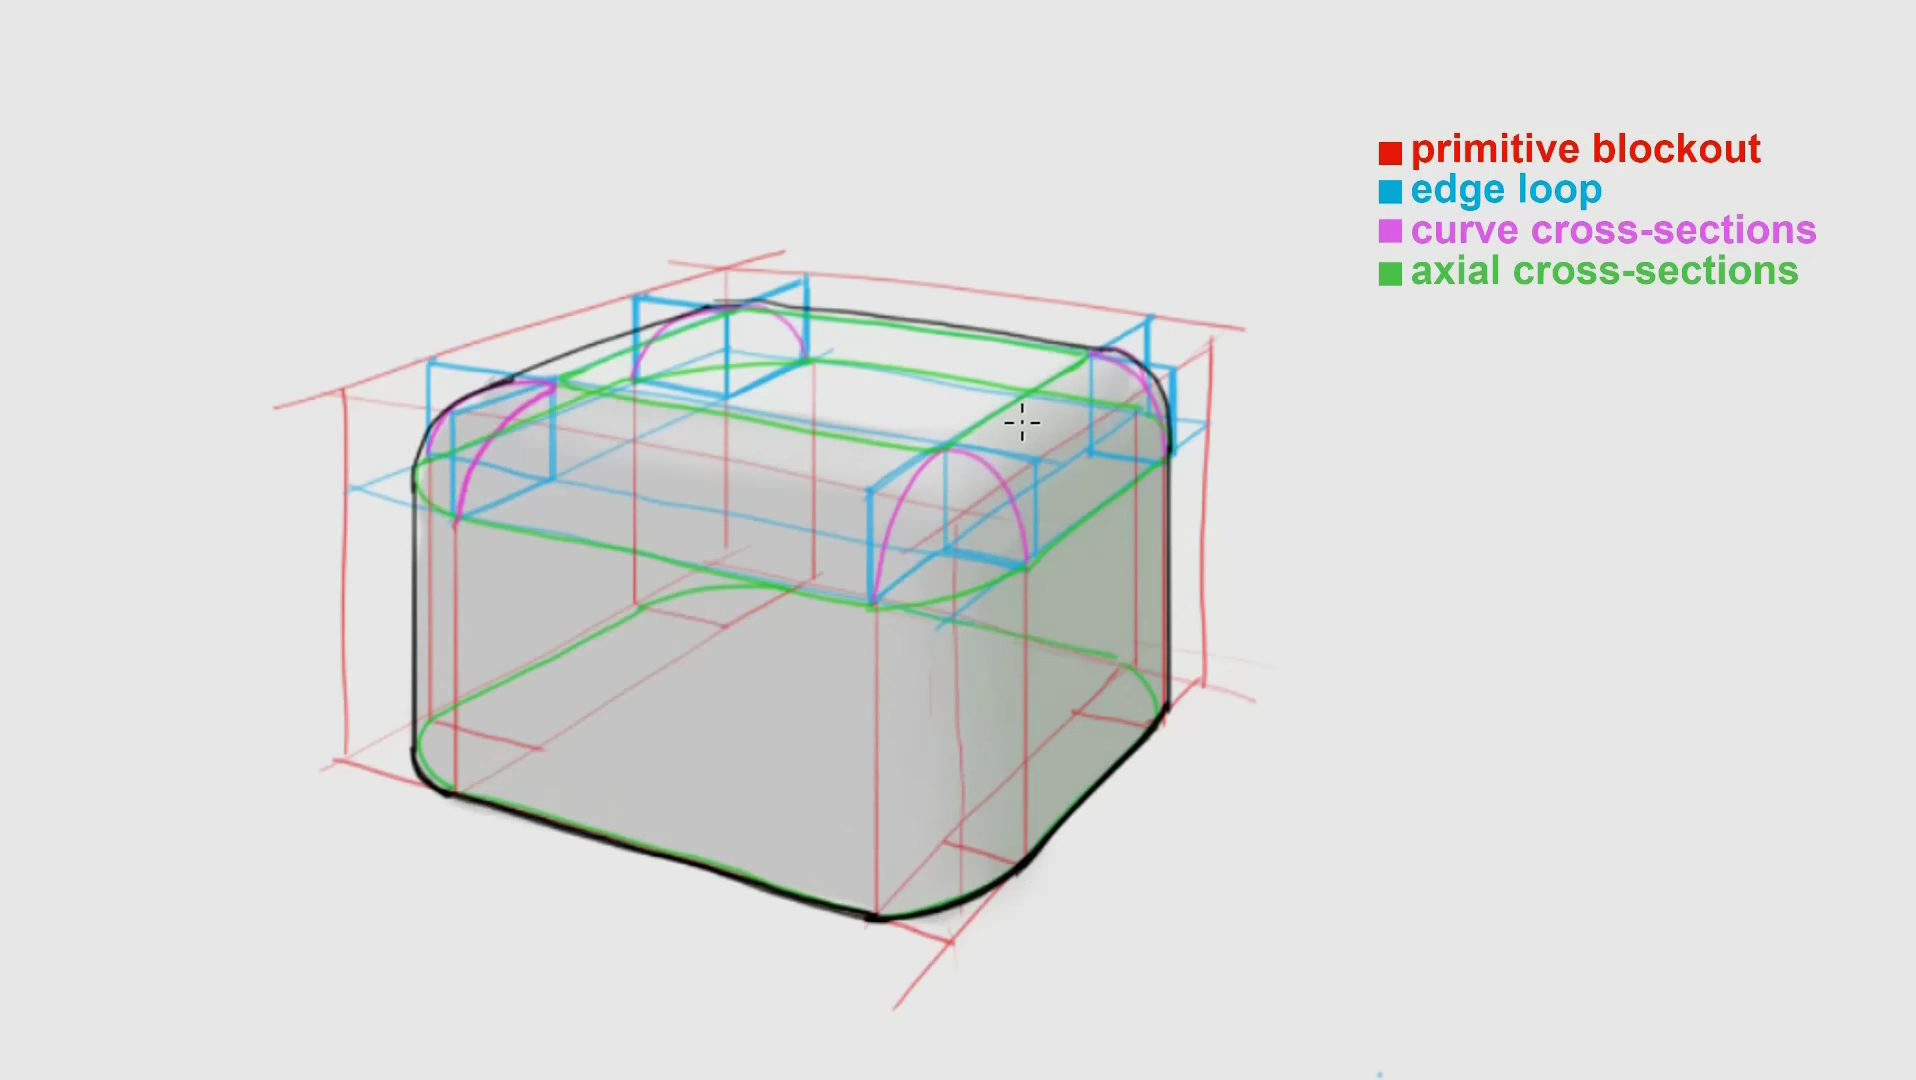 primitive blockout
edge loop
curve cross-sections
axial cross-sections